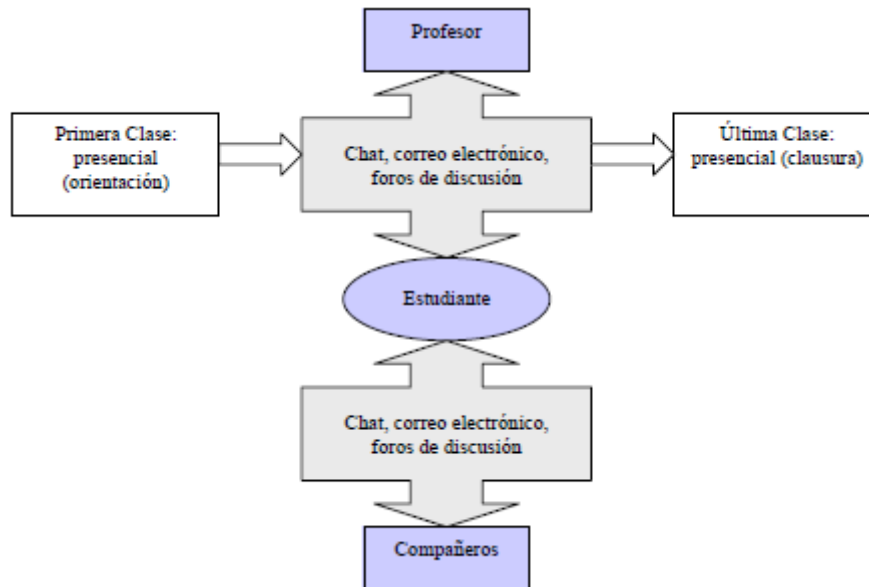 Profesor
Primera Clase:
presencial
(orientación)
Chat, correo electrónico,
foros de discusión
Última Clase:
presencial (clausura)
Estudiante
Chat, correo electrónico,
foros de discusión
Compañeros